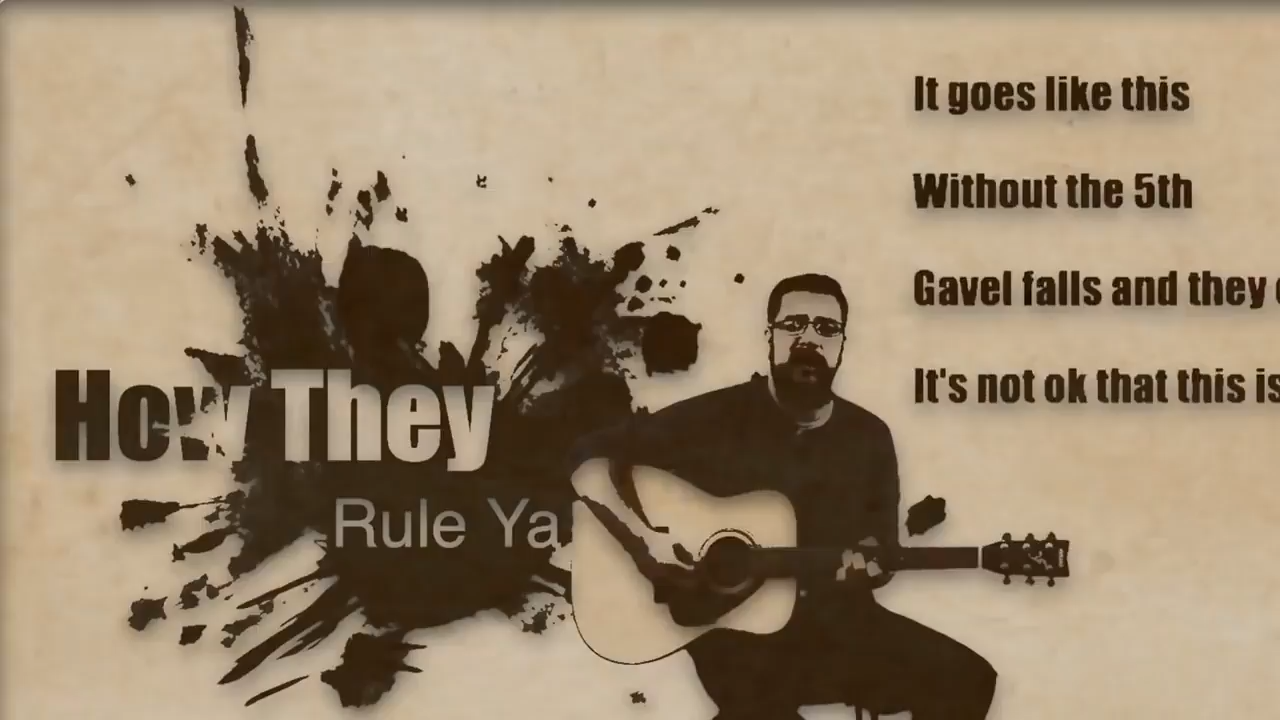 How They
Rule Ya
It goes like this
Without the 5th
Gavel falls and they
It's not ok that this is